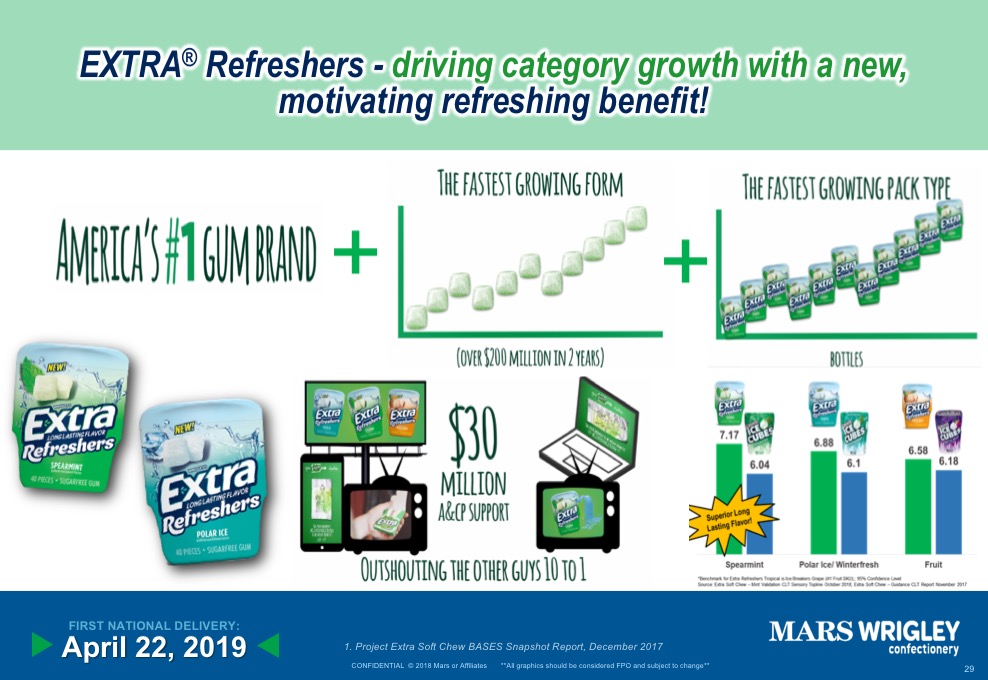 EXTRA® Refreshers - driving category growth with a new,
motivating refreshing benefit!
AMERICA'S #1 GUM BRAND
+
THE FASTEST GROWING FORM
(OVER $200 MILLION IN 2 YEARS)
+
THE FASTEST GROWING PACK TYPE
BOTTLES
NEW!
Extra
LONG LASTING FLAVOR
Refreshers
SPEARMINT
40 PIECES • SUGARFREE GUM
NEW!
Extra
LONG LASTING FLAVOR
Refreshers
POLAR ICE
40 PIECES • SUGARFREE GUM
$30
MILLION
A&CP SUPPORT
OUTSHOUTING THE OTHER GUYS 10 TO 1
7.17
6.04
6.88
6.1
6.58
6.18
ICE CUBES
ICE CUBES
ICE CUBES
Superior Long
Lasting Flavor!
Spearmint
Polar Ice/ Winterfresh
Fruit
*Benchmark for Extra Refreshers Tropical is Ice Breakers Grape (#1 Fruit SKU); 95% Confidence Level
Source: Extra Soft Chew – Mint Validation CLT Sensory Topline October 2018, Extra Soft Chew – Guidance CLT Report November 2017
FIRST NATIONAL DELIVERY:
April 22, 2019
1. Project Extra Soft Chew BASES Snapshot Report, December 2017
CONFIDENTIAL © 2018 Mars or Affiliates **All graphics should be considered FPO and subject to change**
MARS WRIGLEY
confectionery
29